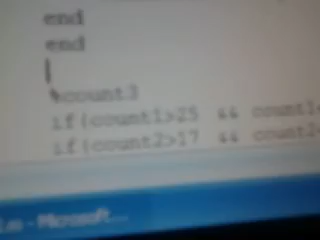 end
end
%count3
if(count1>25 && count1<
if(count2>17 && count2
- Microsoft...